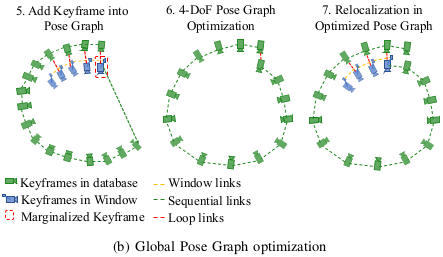 5. Add Keyframe into
Pose Graph
6. 4-DoF Pose Graph
Optimization
7. Relocalization in
Optimized Pose Graph
Keyframes in database
Keyframes in Window
Marginalized Keyframe
Window links
Sequential links
Loop links
(b) Global Pose Graph optimization